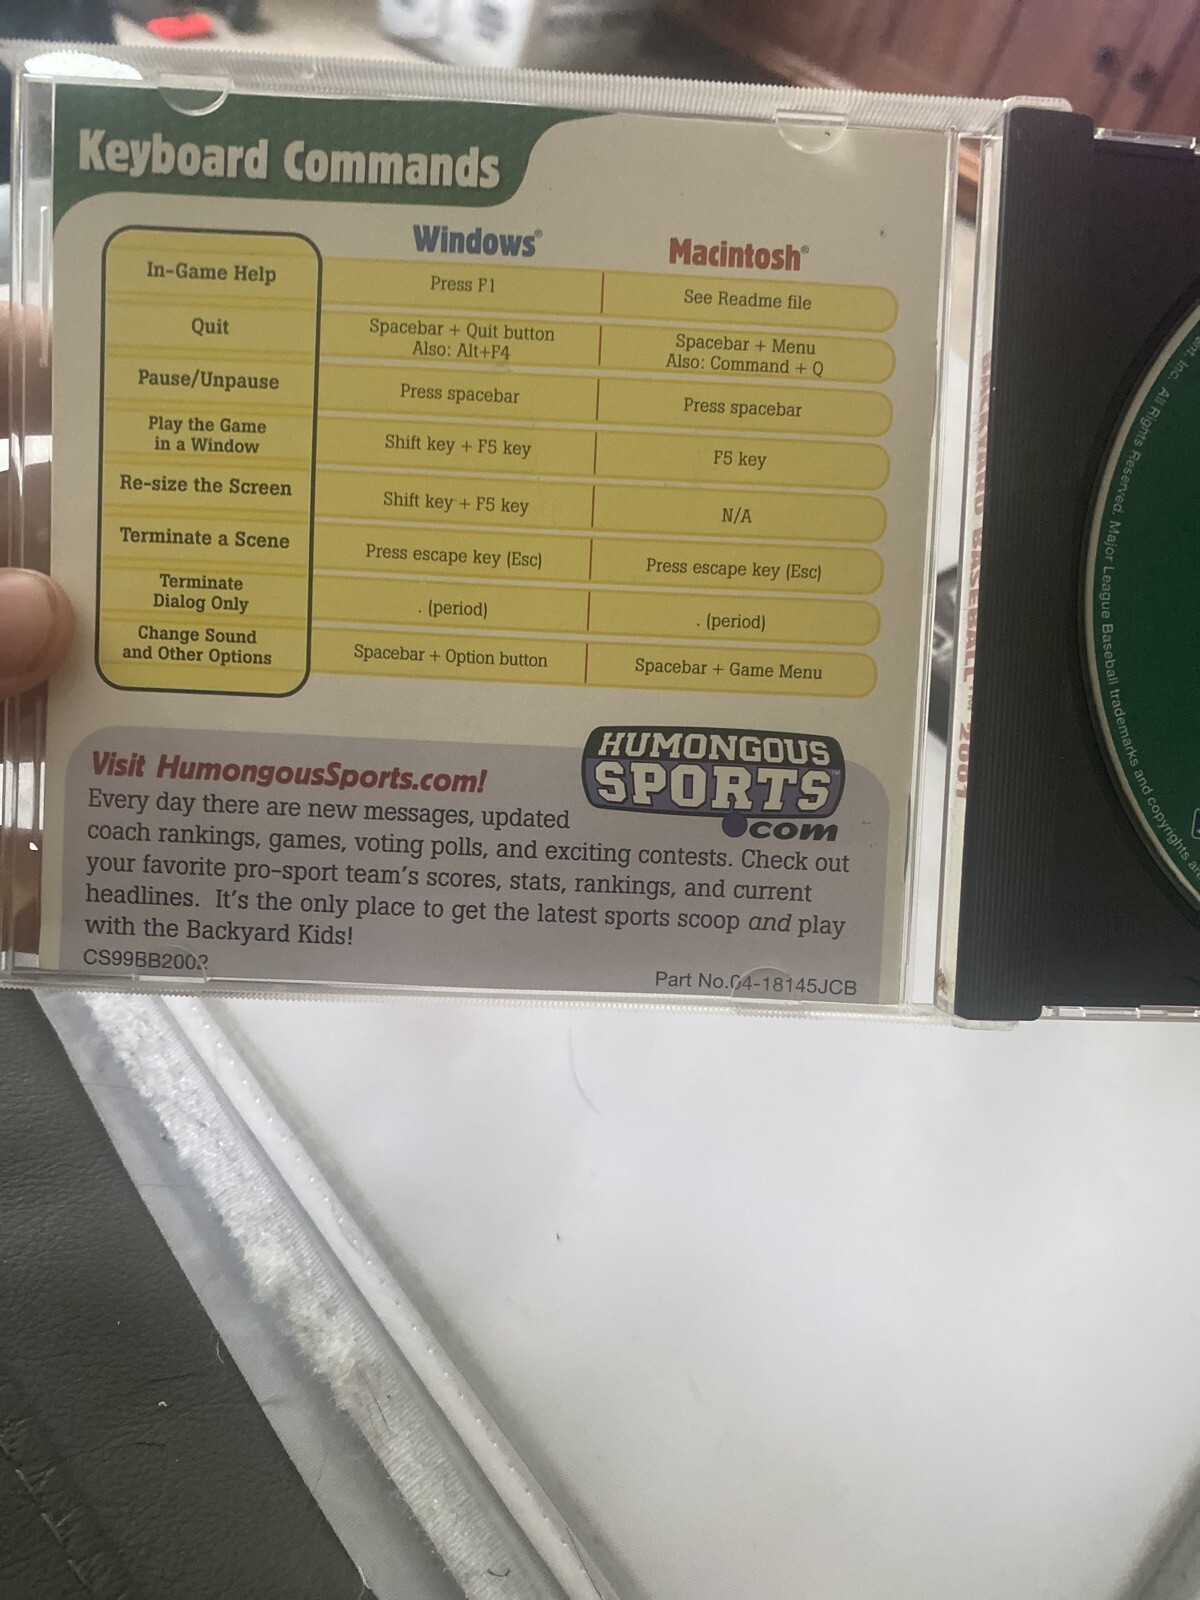 Keyboard Commands
Windows® Macintosh®
In-Game Help Press F1 See Readme file
Quit Spacebar + Quit button Spacebar + Menu
Also: Alt+F4 Also: Command + Q
Pause/Unpause Press spacebar Press spacebar
Play the Game
in a Window Shift key + F5 key F5 key
Re-size the Screen Shift key + F5 key N/A
Terminate a Scene Press escape key (Esc) Press escape key (Esc)
Terminate
Dialog Only . (period) . (period)
Change Sound
and Other Options Spacebar + Option button Spacebar + Game Menu
Visit HumongousSports.com!
HUMONGOUS
SPORTS™
.com
Every day there are new messages, updated
coach rankings, games, voting polls, and exciting contests. Check out
your favorite pro-sport team's scores, stats, rankings, and current
headlines. It's the only place to get the latest sports scoop and play
with the Backyard Kids!
CS99BB2002
Part No.04-18145JCB
BACKYARD BASEBALL 2001
Inc. All Rights Reserved. Major League Baseball trademarks and copyrights